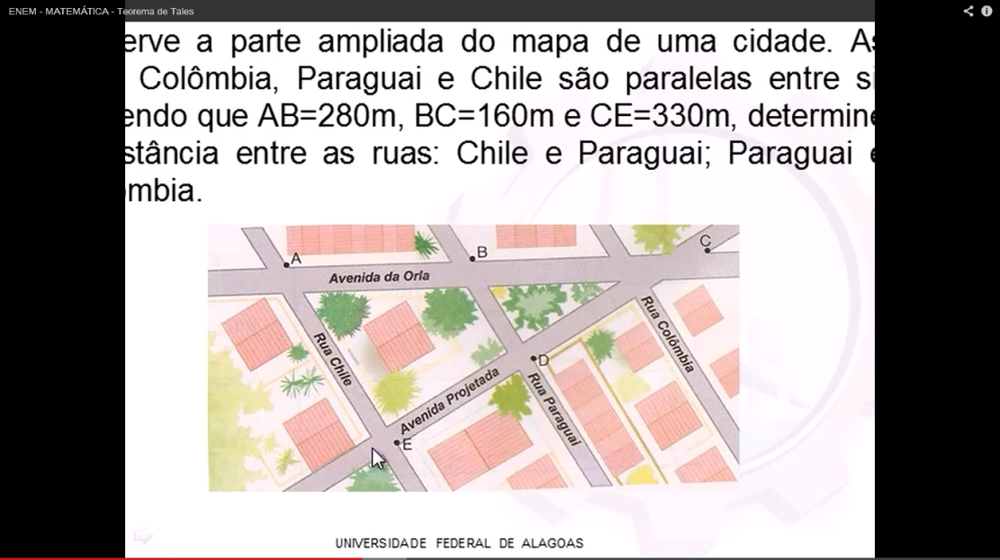 ENEM - MATEMÁTICA - Teorema de Tales
erve a parte ampliada do mapa de uma cidade. As
Colômbia, Paraguai e Chile são paralelas entre si
endo que AB=280m, BC=160m e CE=330m, determine
stância entre as ruas: Chile e Paraguai; Paraguai e
ombia.
A
B
C
Avenida da Orla
Rua Chile
Rua Colômbia
D
Avenida Projetada
Rua Paraguai
E
UNIVERSIDADE FEDERAL DE ALAGOAS